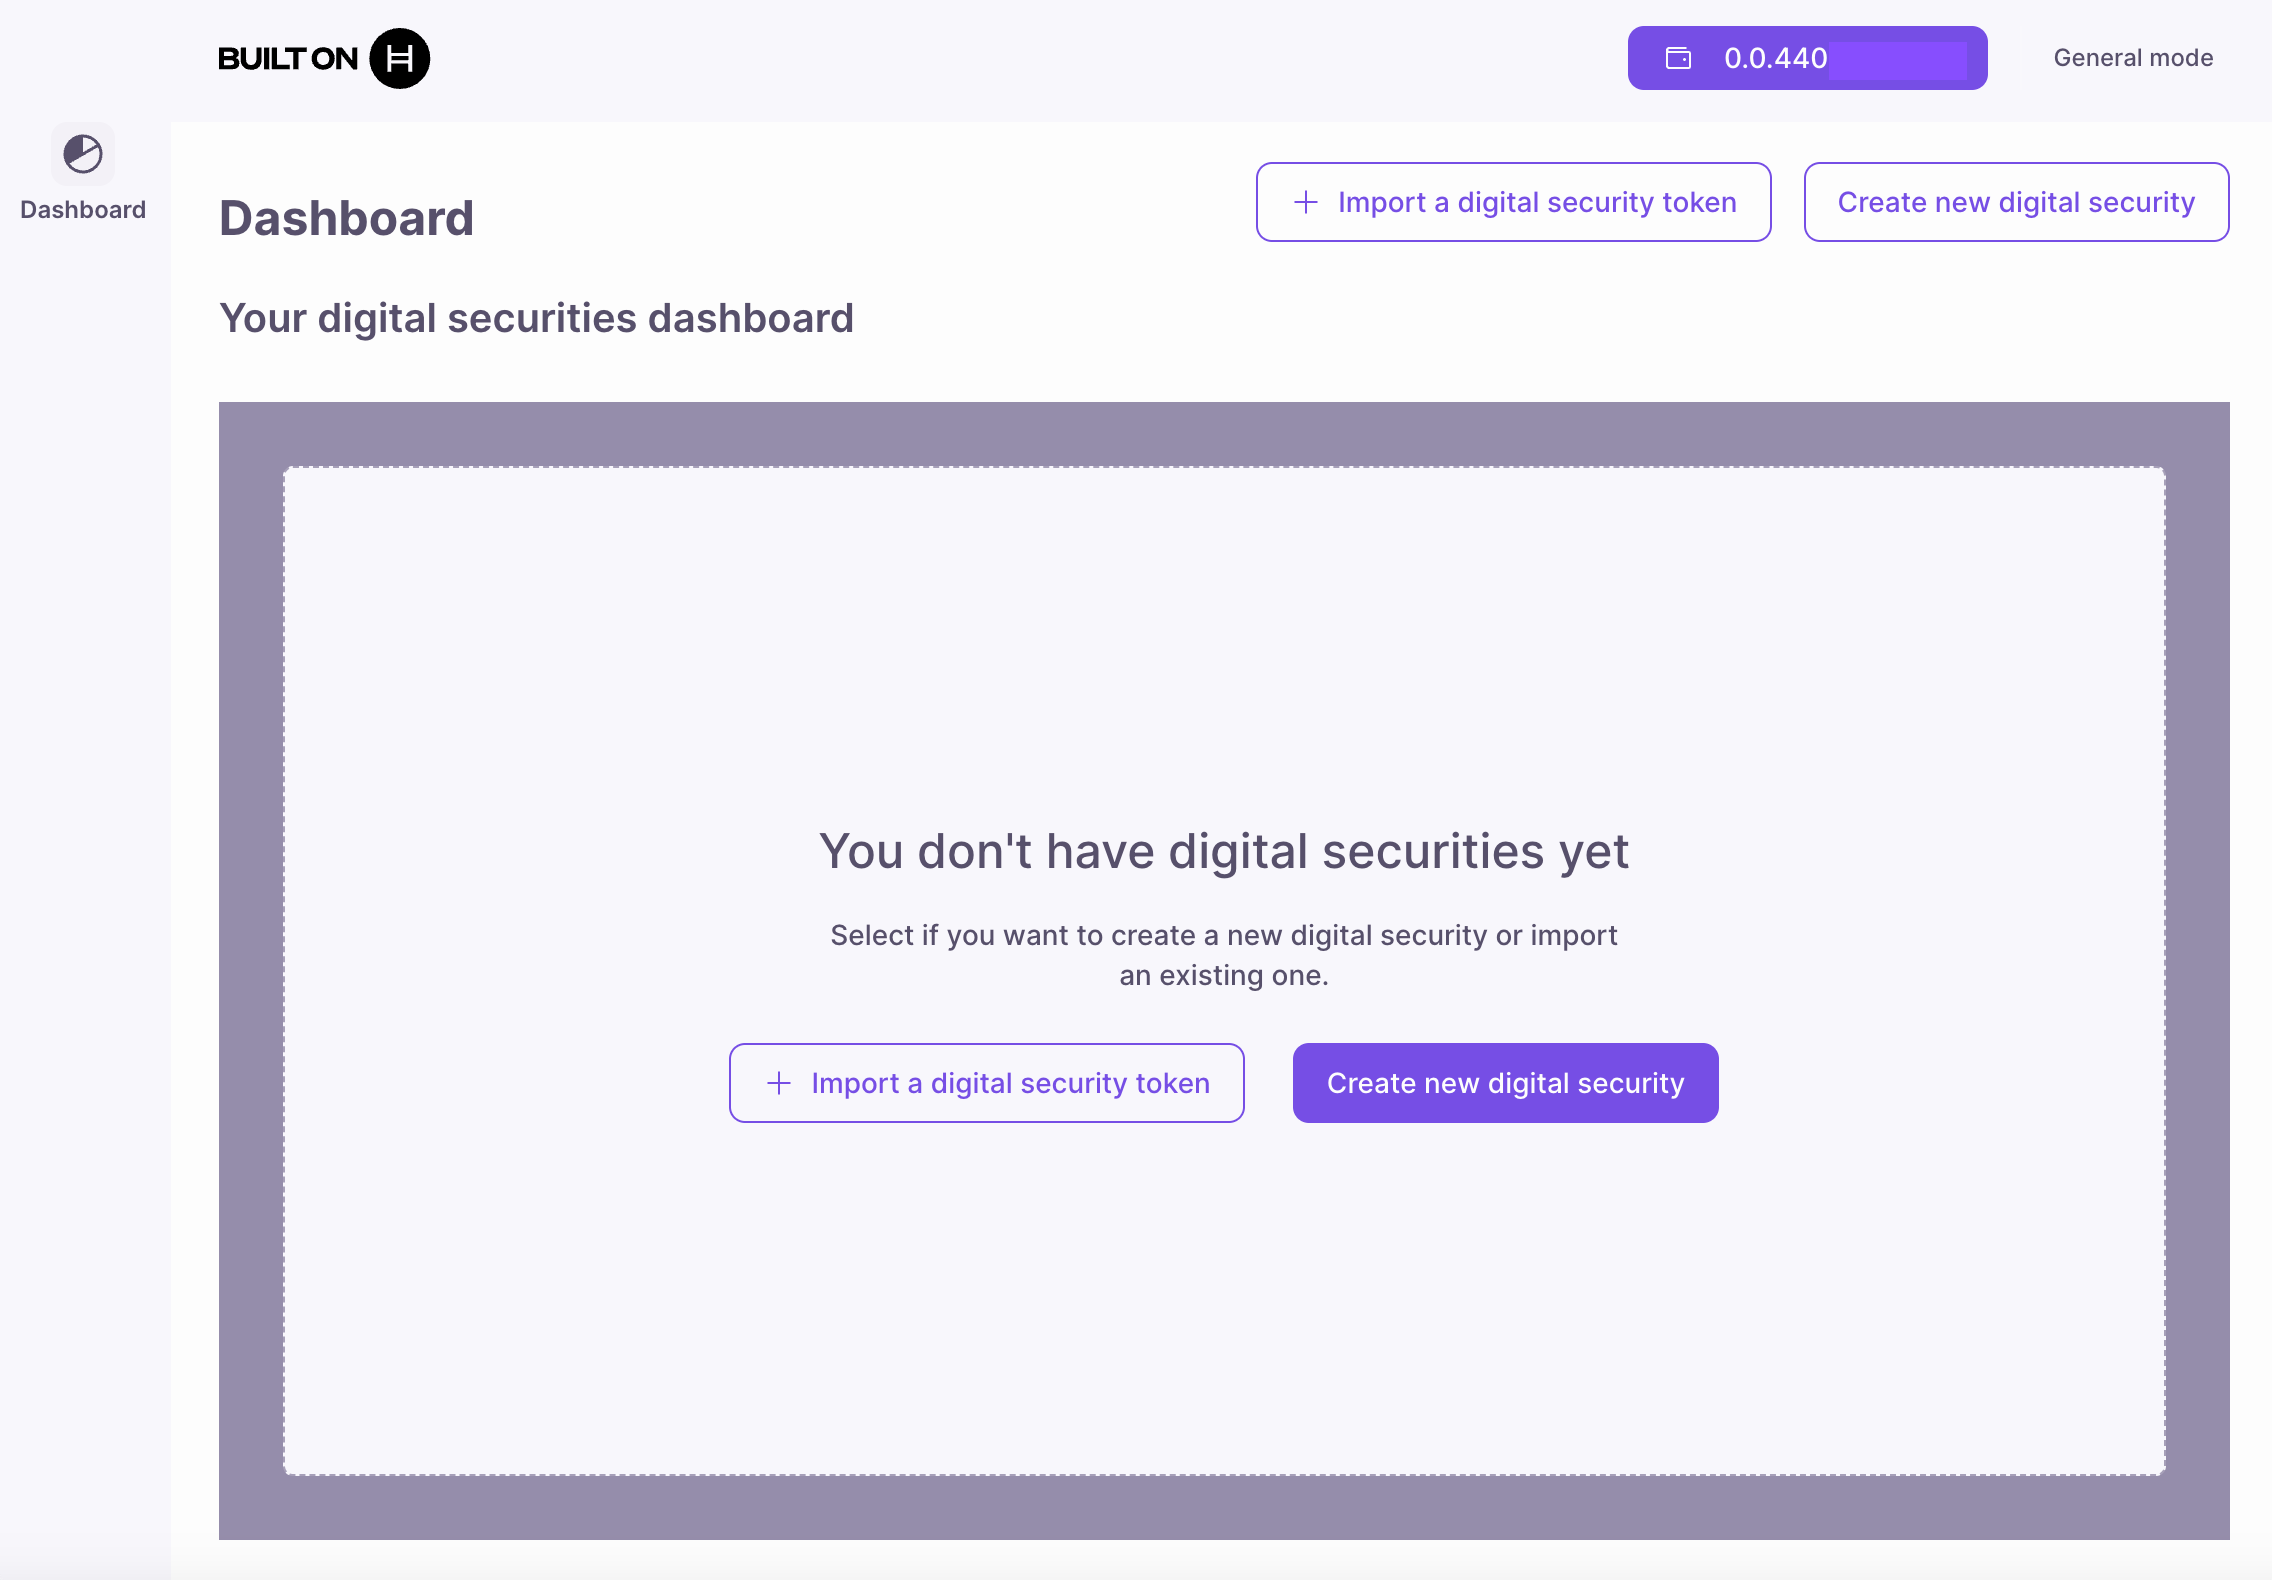 BUILT ON H
0.0.440
General mode
Dashboard
Dashboard
+ Import a digital security token
Create new digital security
Your digital securities dashboard
You don't have digital securities yet
Select if you want to create a new digital security or import
an existing one.
+ Import a digital security token
Create new digital security